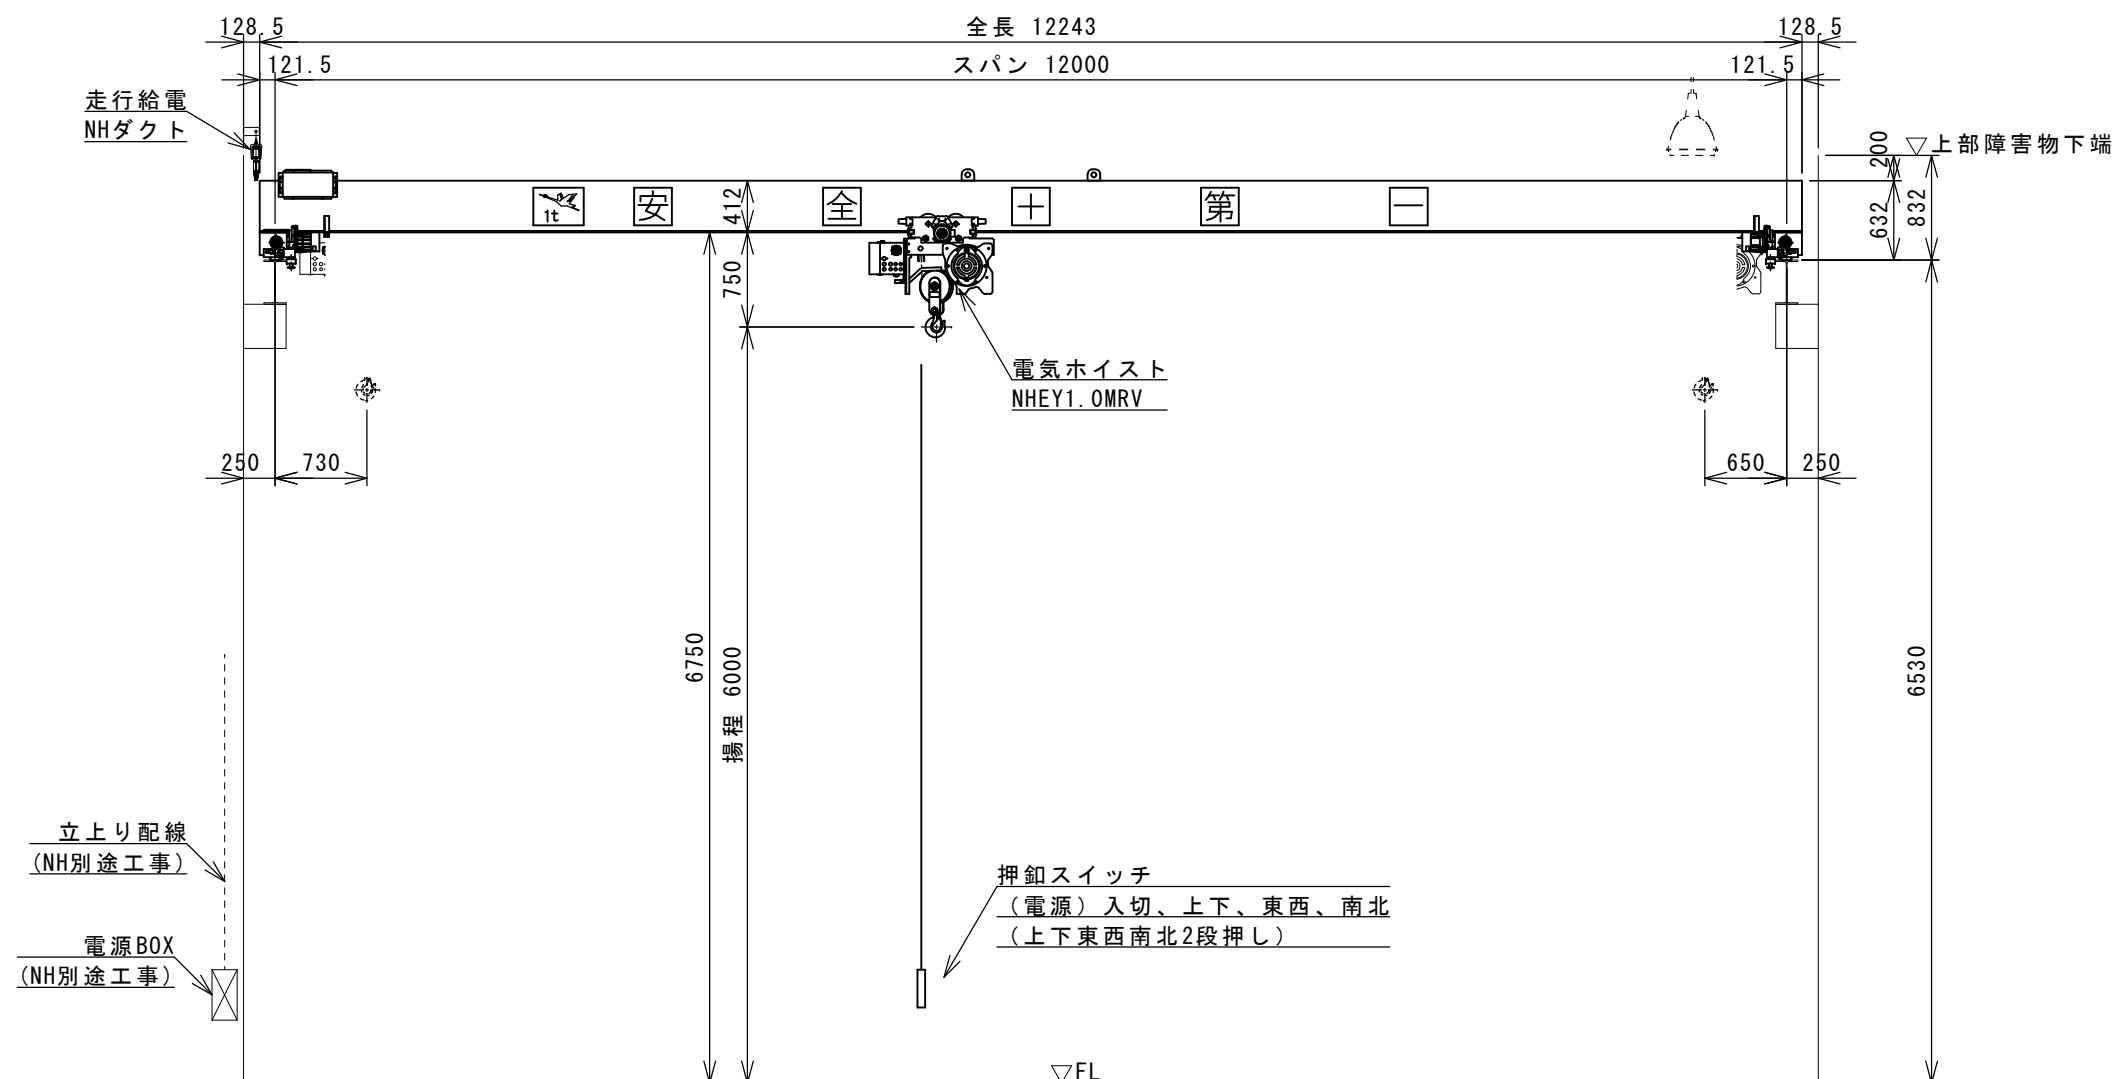 128.5
全長 12243
128.5
121.5
スパン 12000
121.5
走行給電
NHダクト
200
上部障害物下端
1t
安
全
十
第
一
412
632
832
750
電気ホイスト
NHEY1.0MRV
250
730
650
250
6750
揚程 6000
6530
立上り配線
(NH別途工事)
押釦スイッチ
(電源)入切、上下、東西、南北
(上下東西南北2段押し)
電源BOX
(NH別途工事)
FL